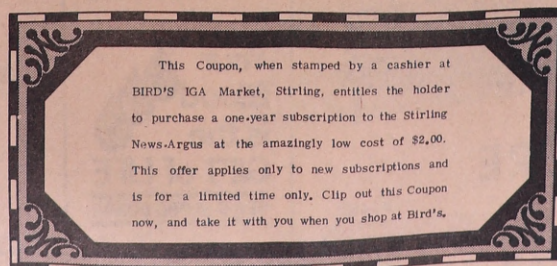 This Coupon, when stamped by a cashier at
BIRD'S IGA Market, Stirling, entitles the holder
to purchase a one-year subscription to the Stirling
News-Argus at the amazingly low cost of $2.00.
This offer applies only to new subscriptions and
is for a limited time only. Clip out this Coupon
now, and take it with you when you shop at Bird's.